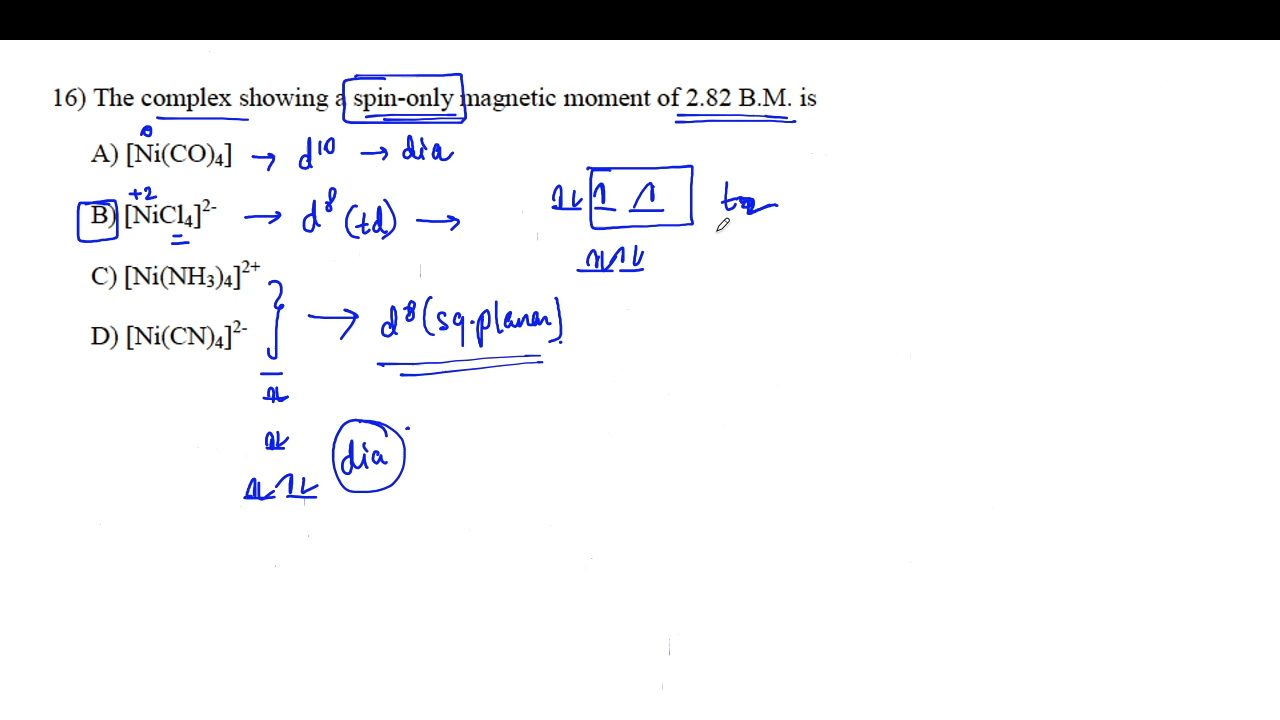 16) The complex showing a spin-only magnetic moment of 2.82 B.M. is
0
A) [Ni(CO)4] → d10 → dia
+2
B) [NiCl4]2- → d8 (td) →
C) [Ni(NH3)4]2+
D) [Ni(CN)4]2- → d8 (sq.planar)
dia